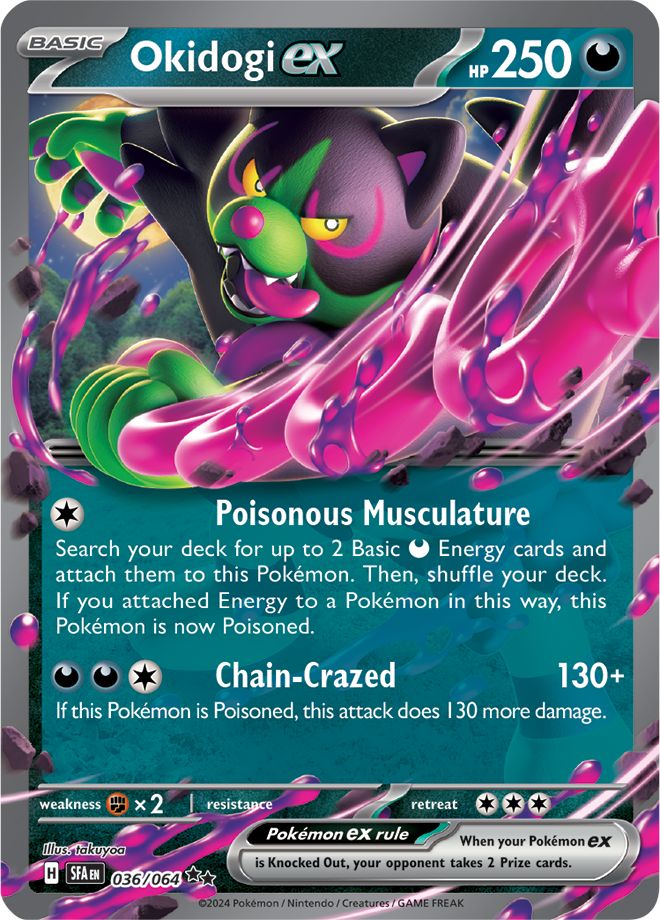 BASIC
Okidogi ex
HP 250
Poisonous Musculature
Search your deck for up to 2 Basic Energy cards and
attach them to this Pokémon. Then, shuffle your deck.
If you attached Energy to a Pokémon in this way, this
Pokémon is now Poisoned.
Chain-Crazed 130+
If this Pokémon is Poisoned, this attack does 130 more damage.
weakness ×2 resistance retreat
Illus. takuyoa
Pokémon ex rule When your Pokémon ex
is Knocked Out, your opponent takes 2 Prize cards.
H SFA EN 036/064
©2024 Pokémon / Nintendo / Creatures / GAME FREAK